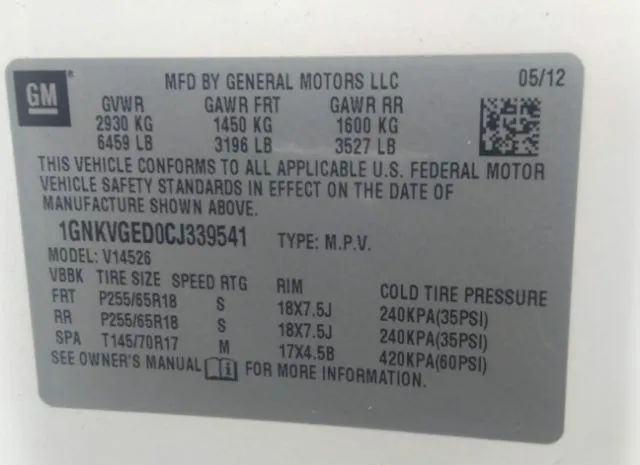 GM
MFD BY GENERAL MOTORS LLC 05/12
GVWR GAWR FRT GAWR RR
2930 KG 1450 KG 1600 KG
6459 LB 3196 LB 3527 LB
THIS VEHICLE CONFORMS TO ALL APPLICABLE U.S. FEDERAL MOTOR
VEHICLE SAFETY STANDARDS IN EFFECT ON THE DATE OF
MANUFACTURE SHOWN ABOVE.
1GNKVGED0CJ339541 TYPE: M.P.V.
MODEL: V14526
VBBK TIRE SIZE SPEED RTG RIM COLD TIRE PRESSURE
FRT P255/65R18 S 18X7.5J 240KPA(35PSI)
RR P255/65R18 S 18X7.5J 240KPA(35PSI)
SPA T145/70R17 M 17X4.5B 420KPA(60PSI)
SEE OWNER'S MANUAL i FOR MORE INFORMATION.